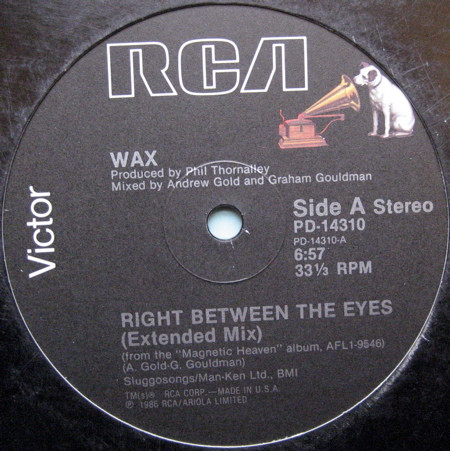 RCA
Victor
WAX
Produced by Phil Thornalley
Mixed by Andrew Gold and Graham Gouldman
Side A Stereo
PD-14310
PD-14310-A
6:57
33⅓ RPM
RIGHT BETWEEN THE EYES
(Extended Mix)
(from the "Magnetic Heaven" album, AFL1-9546)
(A. Gold-G. Gouldman)
Sluggosongs/Man-Ken Ltd., BMI
TM(s)® RCA CORP.—MADE IN U.S.A.
℗ 1986 RCA/ARIOLA LIMITED